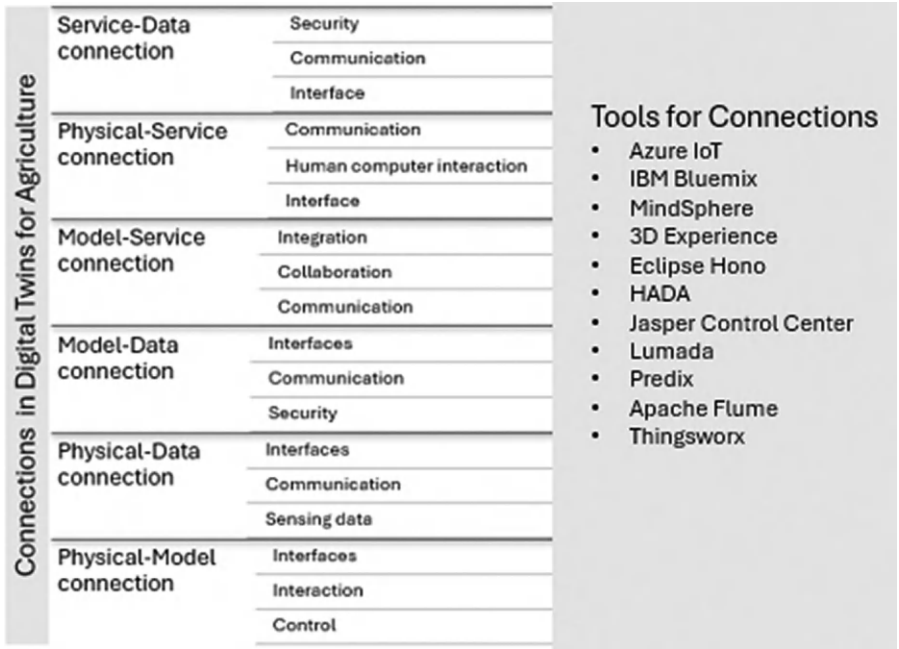 Connections in Digital Twins for Agriculture
Service-Data
connection
Security
Communication
Interface
Physical-Service
connection
Communication
Human computer interaction
Interface
Model-Service
connection
Integration
Collaboration
Communication
Model-Data
connection
Interfaces
Communication
Security
Physical-Data
connection
Interfaces
Communication
Sensing data
Physical-Model
connection
Interfaces
Interaction
Control
Tools for Connections
• Azure IoT
• IBM Bluemix
• MindSphere
• 3D Experience
• Eclipse Hono
• HADA
• Jasper Control Center
• Lumada
• Predix
• Apache Flume
• Thingsworx